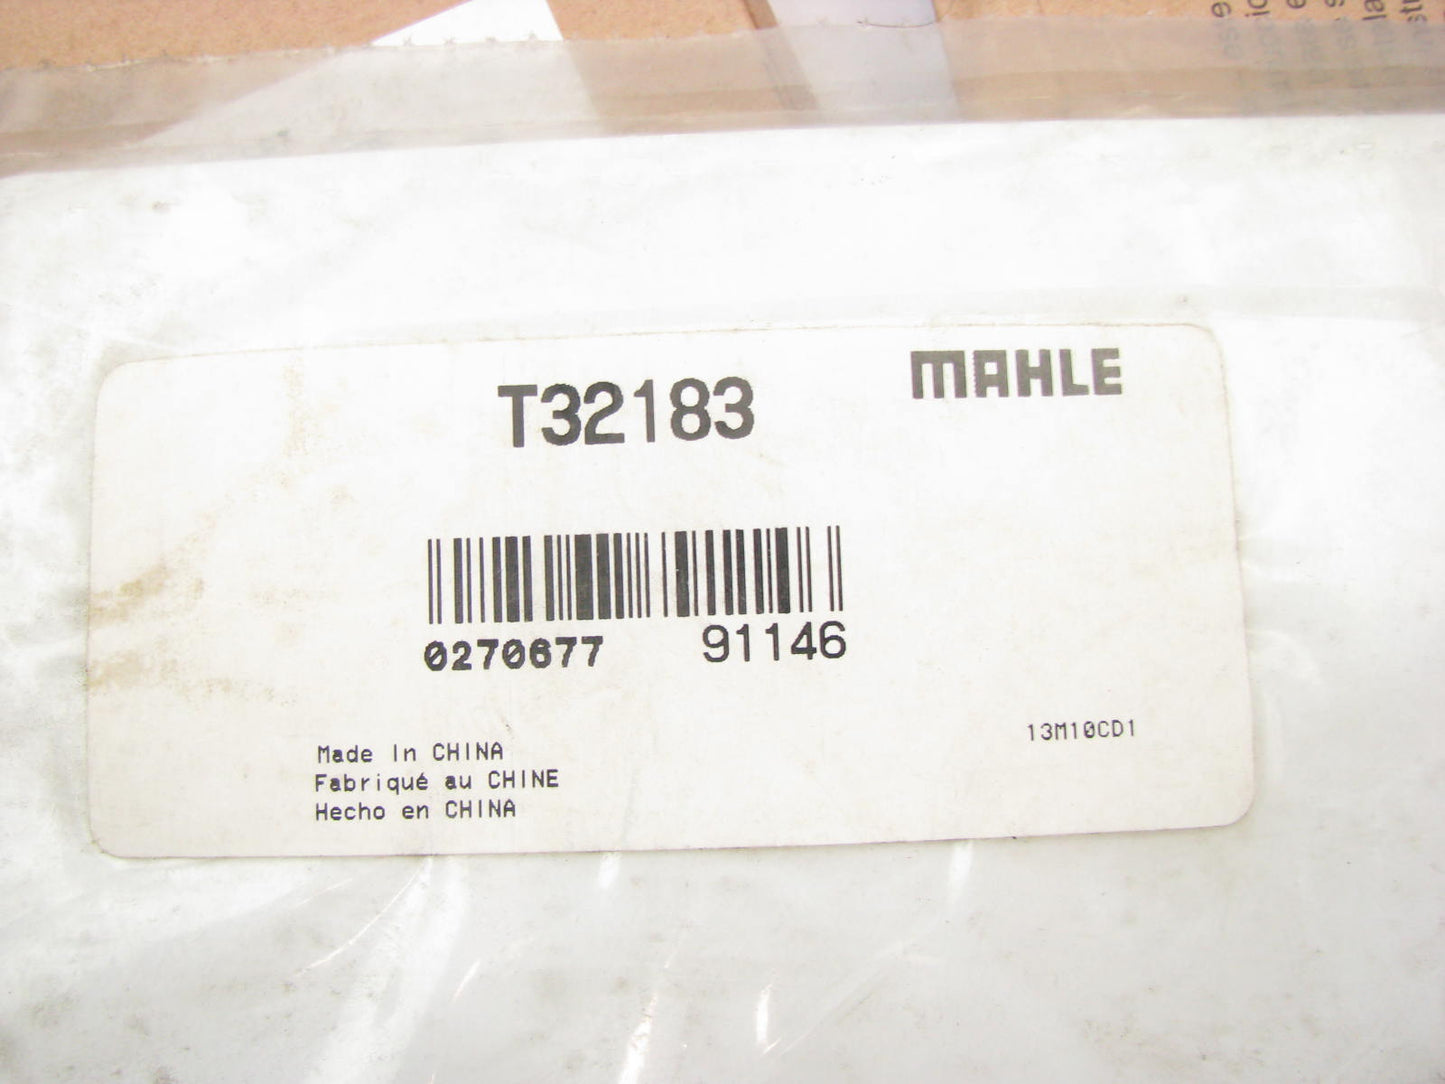 T32183
MAHLE
0270677 91146
13M10CD1
Made In CHINA
Fabriqué au CHINE
Hecho en CHINA